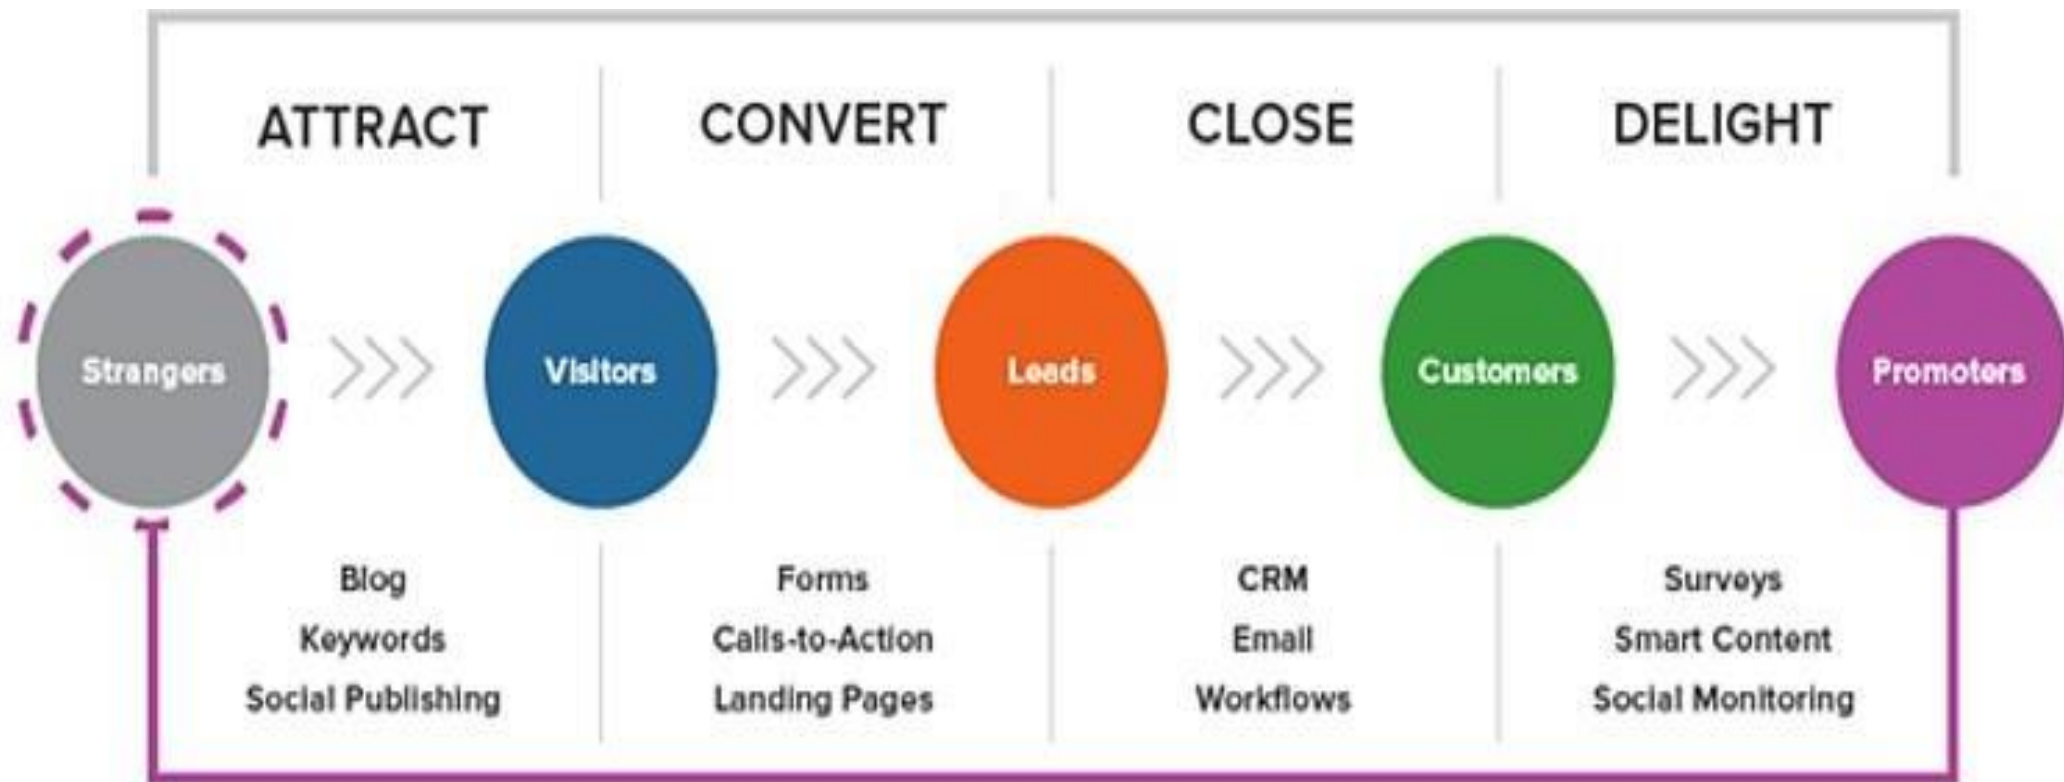 ATTRACT
CONVERT
CLOSE
DELIGHT
Strangers
Visitors
Leads
Customers
Promoters
Blog
Keywords
Social Publishing
Forms
Calls-to-Action
Landing Pages
CRM
Email
Workflows
Surveys
Smart Content
Social Monitoring